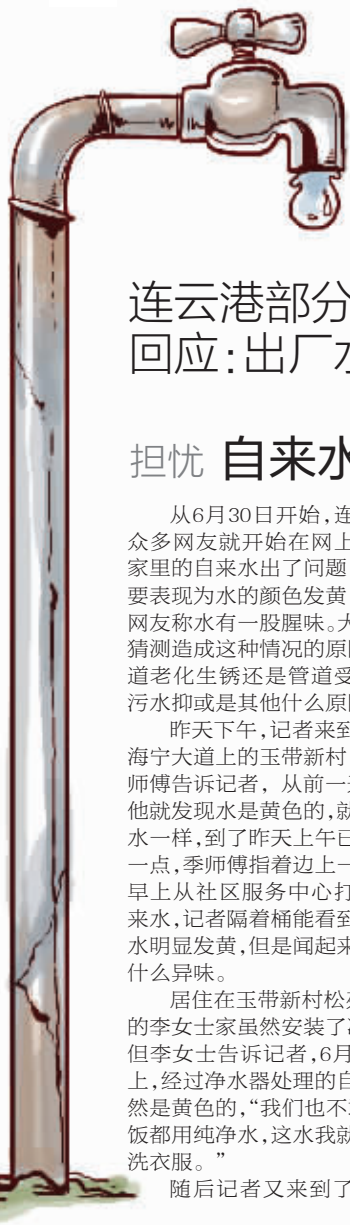 连云港部分
回应:出厂水
担忧 自来水
从6月30日开始,连
众多网友就开始在网上
家里的自来水出了问题
要表现为水的颜色发黄
网友称水有一股腥味。大
猜测造成这种情况的原因
道老化生锈还是管道受
污水抑或是其他什么原因
昨天下午,记者来到
海宁大道上的玉带新村
师傅告诉记者,从前一天
他就发现水是黄色的,就
水一样,到了昨天上午已
一点,季师傅指着边上一
早上从社区服务中心打
来水,记者隔着桶能看到
水明显发黄,但是闻起来
什么异味。
居住在玉带新村松苑
的李女士家虽然安装了净
但李女士告诉记者,6月
上,经过净水器处理的自
然是黄色的,“我们也不
饭都用纯净水,这水我就
洗衣服。”
随后记者又来到了